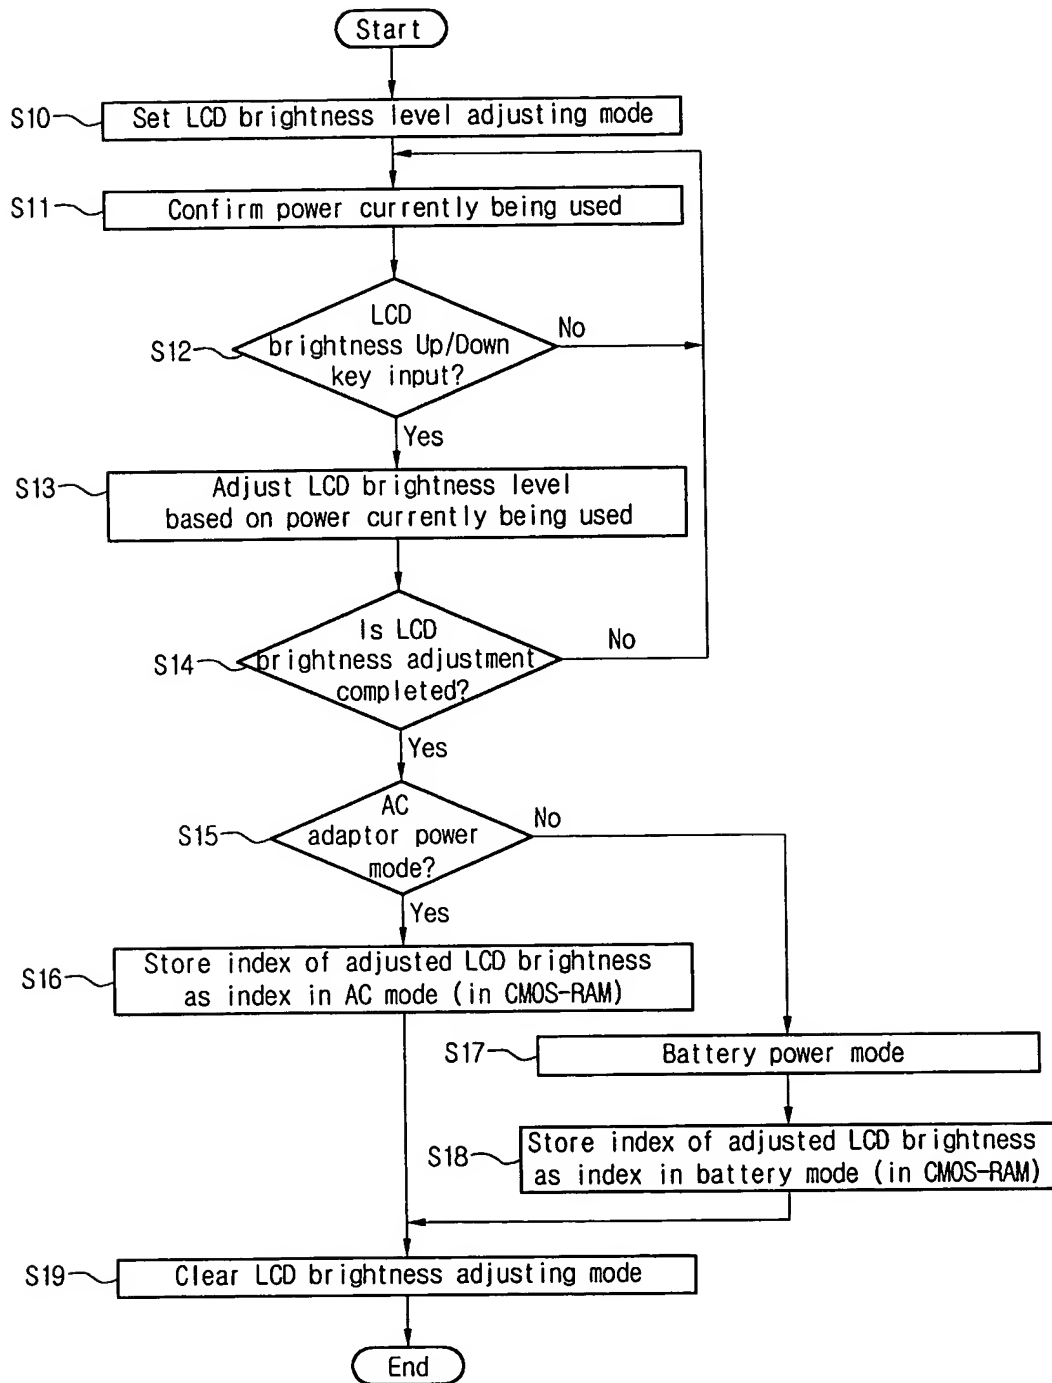 Start
S10
Set LCD brightness level adjusting mode
S11
Confirm power currently being used
S12
LCD
brightness Up/Down
key input?
No
Yes
S13
Adjust LCD brightness level
based on power currently being used
S14
Is LCD
brightness adjustment
completed?
No
Yes
S15
AC
adaptor power
mode?
No
Yes
S16
Store index of adjusted LCD brightness
as index in AC mode (in CMOS-RAM)
S17
Battery power mode
S18
Store index of adjusted LCD brightness
as index in battery mode (in CMOS-RAM)
S19
Clear LCD brightness adjusting mode
End